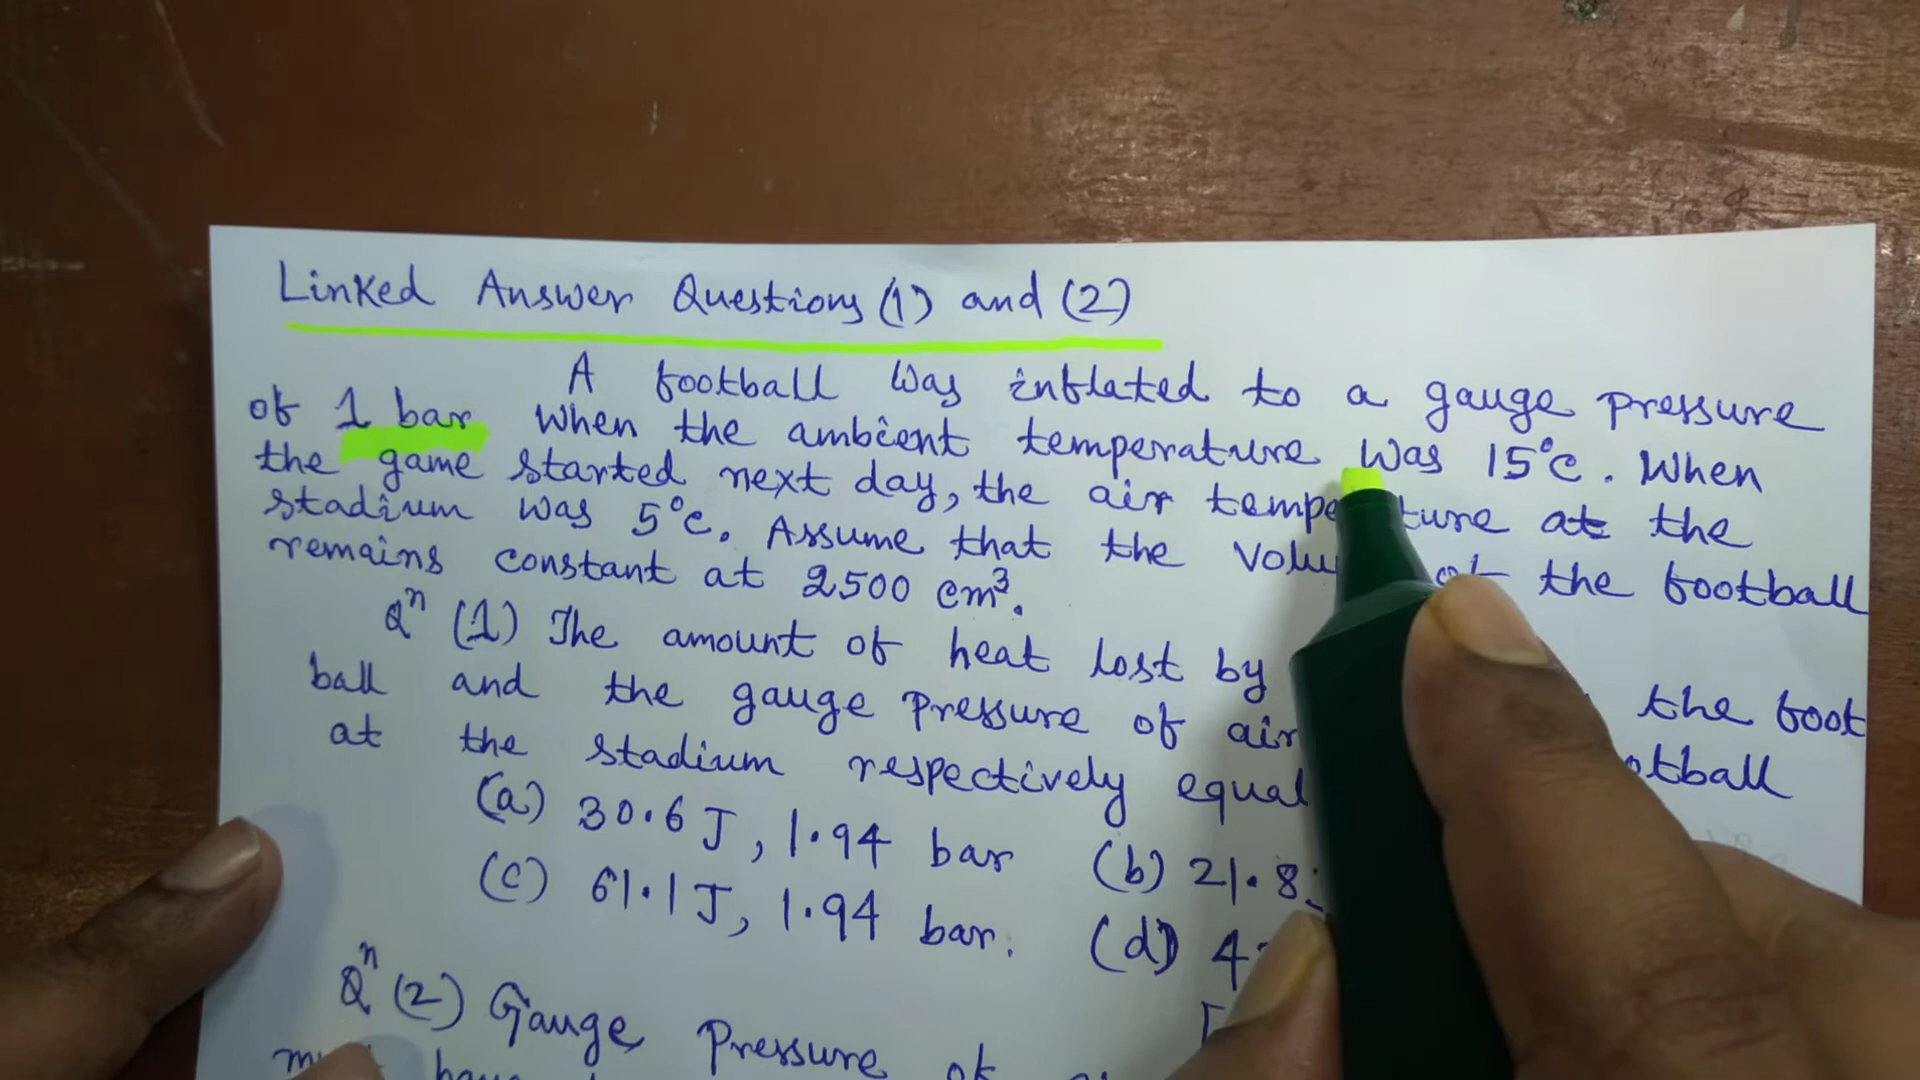 Linked Answer Questions (1) and (2)
A football was inflated to a gauge pressure
of 1 bar when the ambient temperature was 15°C. When
the game started next day, the air tempe ture at the
stadium was 5°C. Assume that the Volu of the football
remains constant at 2500 cm³.
Qⁿ (1) The amount of heat lost by the foot
ball and the gauge pressure of air otball
at the stadium respectively equal
(a) 30.6 J, 1.94 bar (b) 21.8
(c) 61.1 J, 1.94 bar. (d) 4
Qⁿ (2) Gauge pressure of